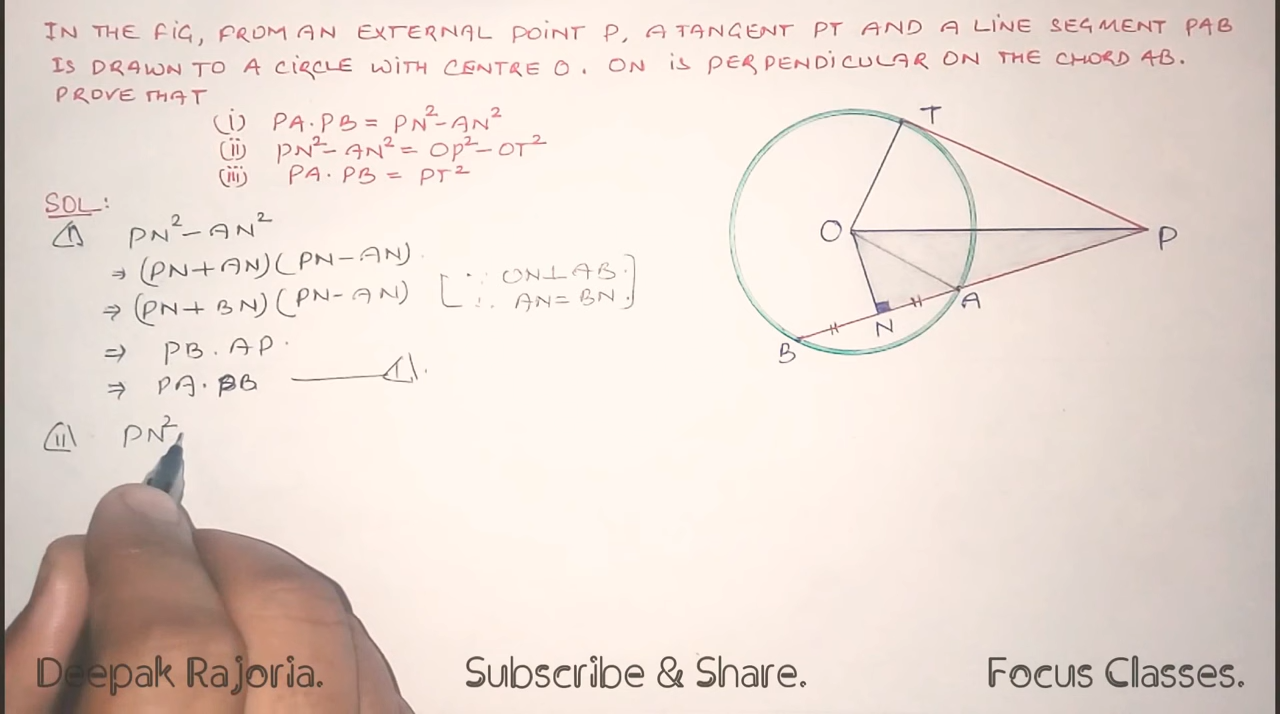 IN THE FIG, FROM AN EXTERNAL POINT P, A TANGENT PT AND A LINE SEGMENT PAB
IS DRAWN TO A CIRCLE WITH CENTRE O. ON IS PERPENDICULAR ON THE CHORD AB.
PROVE THAT
(i) PA.PB = PN²-AN²
(ii) PN²-AN² = OP²-OT²
(iii) PA.PB = PT²
SOL:
(i) PN²-AN²
⇒ (PN+AN)(PN-AN)
⇒ (PN+BN)(PN-AN) [∵ ON⊥AB.
∴ AN=BN.]
⇒ PB.AP.
⇒ PA.PB —— (1).
(ii) PN²
T
O
P
A
N
B
Deepak Rajoria. Subscribe & Share. Focus Classes.